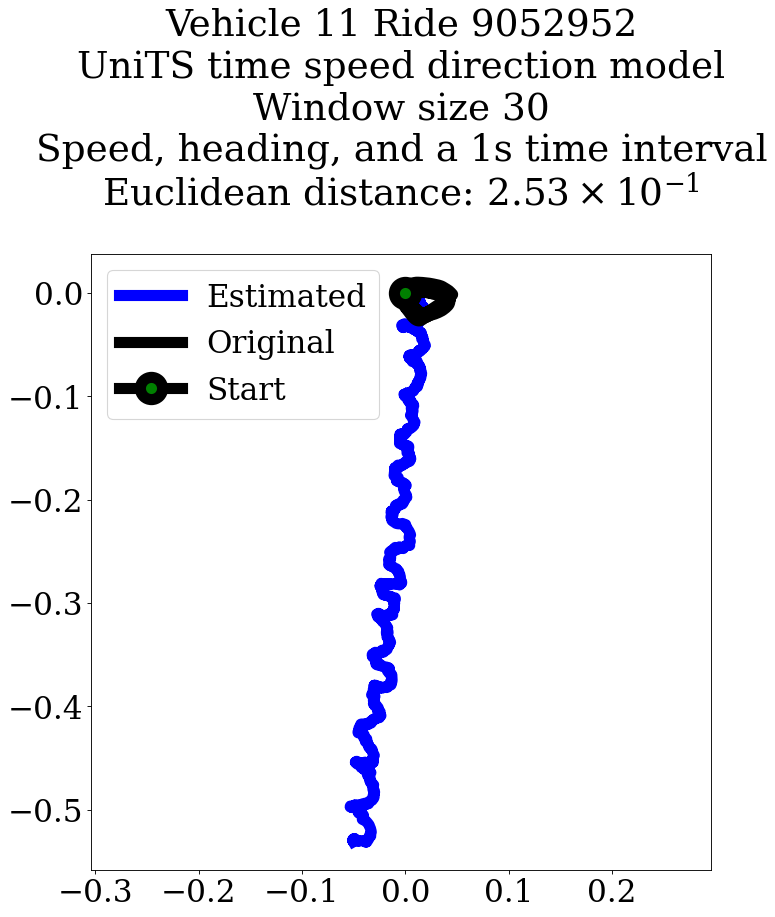 Vehicle 11 Ride 9052952
UniTS time speed direction model
Window size 30
Speed, heading, and a 1s time interval
Euclidean distance: 2.53 × 10⁻¹
Estimated
Original
Start
0.0
−0.1
−0.2
−0.3
−0.4
−0.5
−0.3 −0.2 −0.1 0.0 0.1 0.2